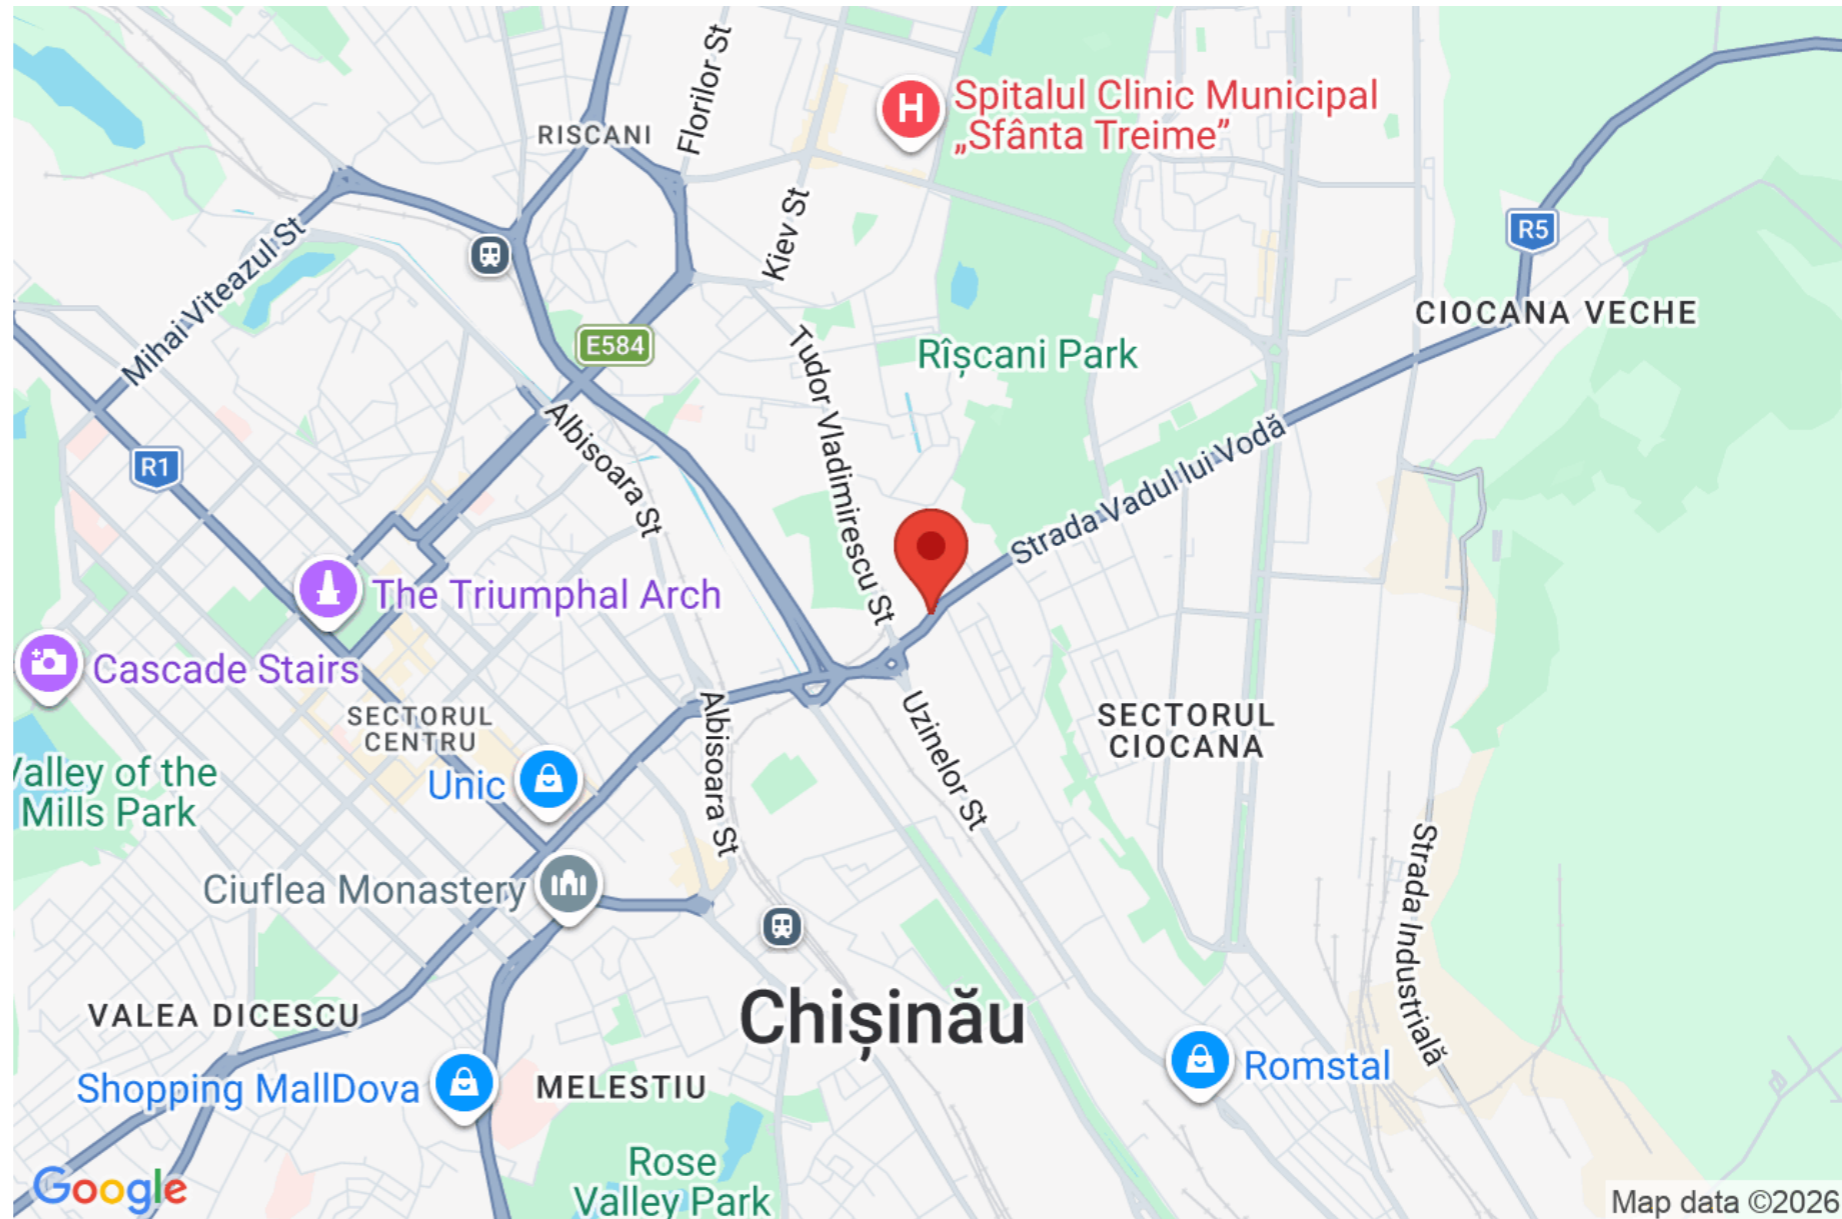 Florilor St
RISCANI
H
Spitalul Clinic Municipal
„Sfânta Treime”
Kiev St
Mihai Viteazul St
R5
CIOCANA VECHE
E584
Rîșcani Park
Tudor Vladimirescu St
Albisoara St
R1
Strada Vadul lui Vodă
The Triumphal Arch
Cascade Stairs
SECTORUL
CENTRU
Albisoara St
Uzinelor St
SECTORUL
CIOCANA
Valley of the
Mills Park
Unic
Strada Industrială
Ciuflea Monastery
VALEA DICESCU
Chișinău
Shopping MallDova
MELESTIU
Romstal
Rose
Valley Park
Google
Map data ©2026